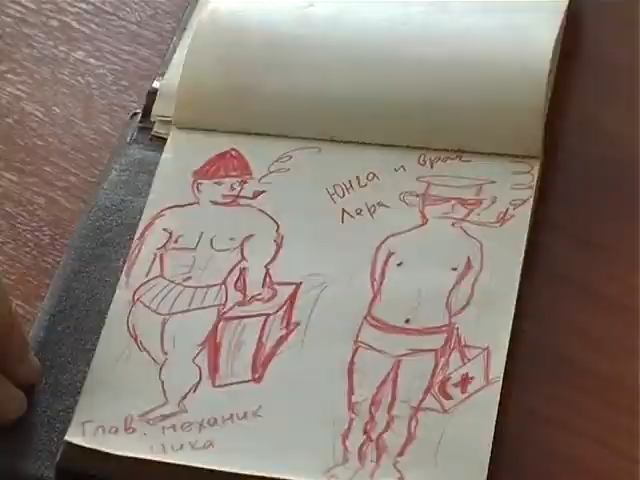 Юнга и врач
Лера
Глав. механик